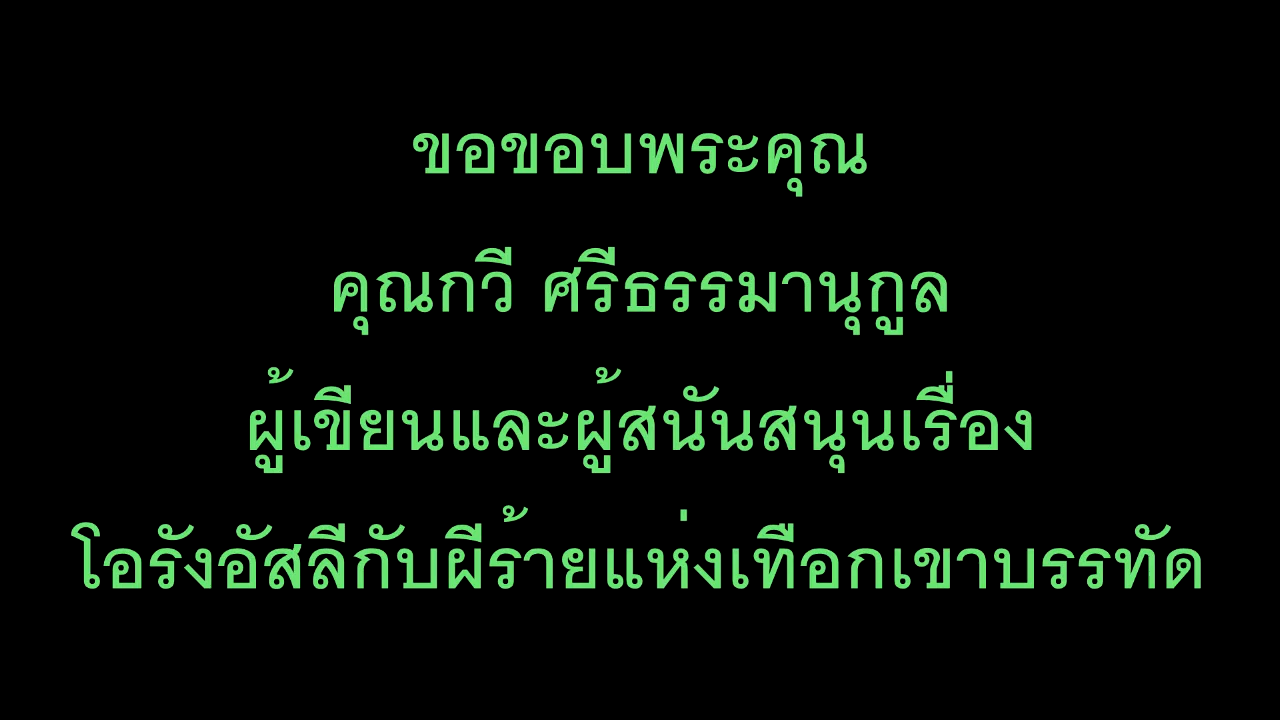 ขอขอบพระคุณ
คุณกวี ศรีธรรมานุกูล
ผู้เขียนและผู้สนันสนุนเรื่อง
โอรังอัสลีกับผีร้ายแห่งเทือกเขาบรรทัด